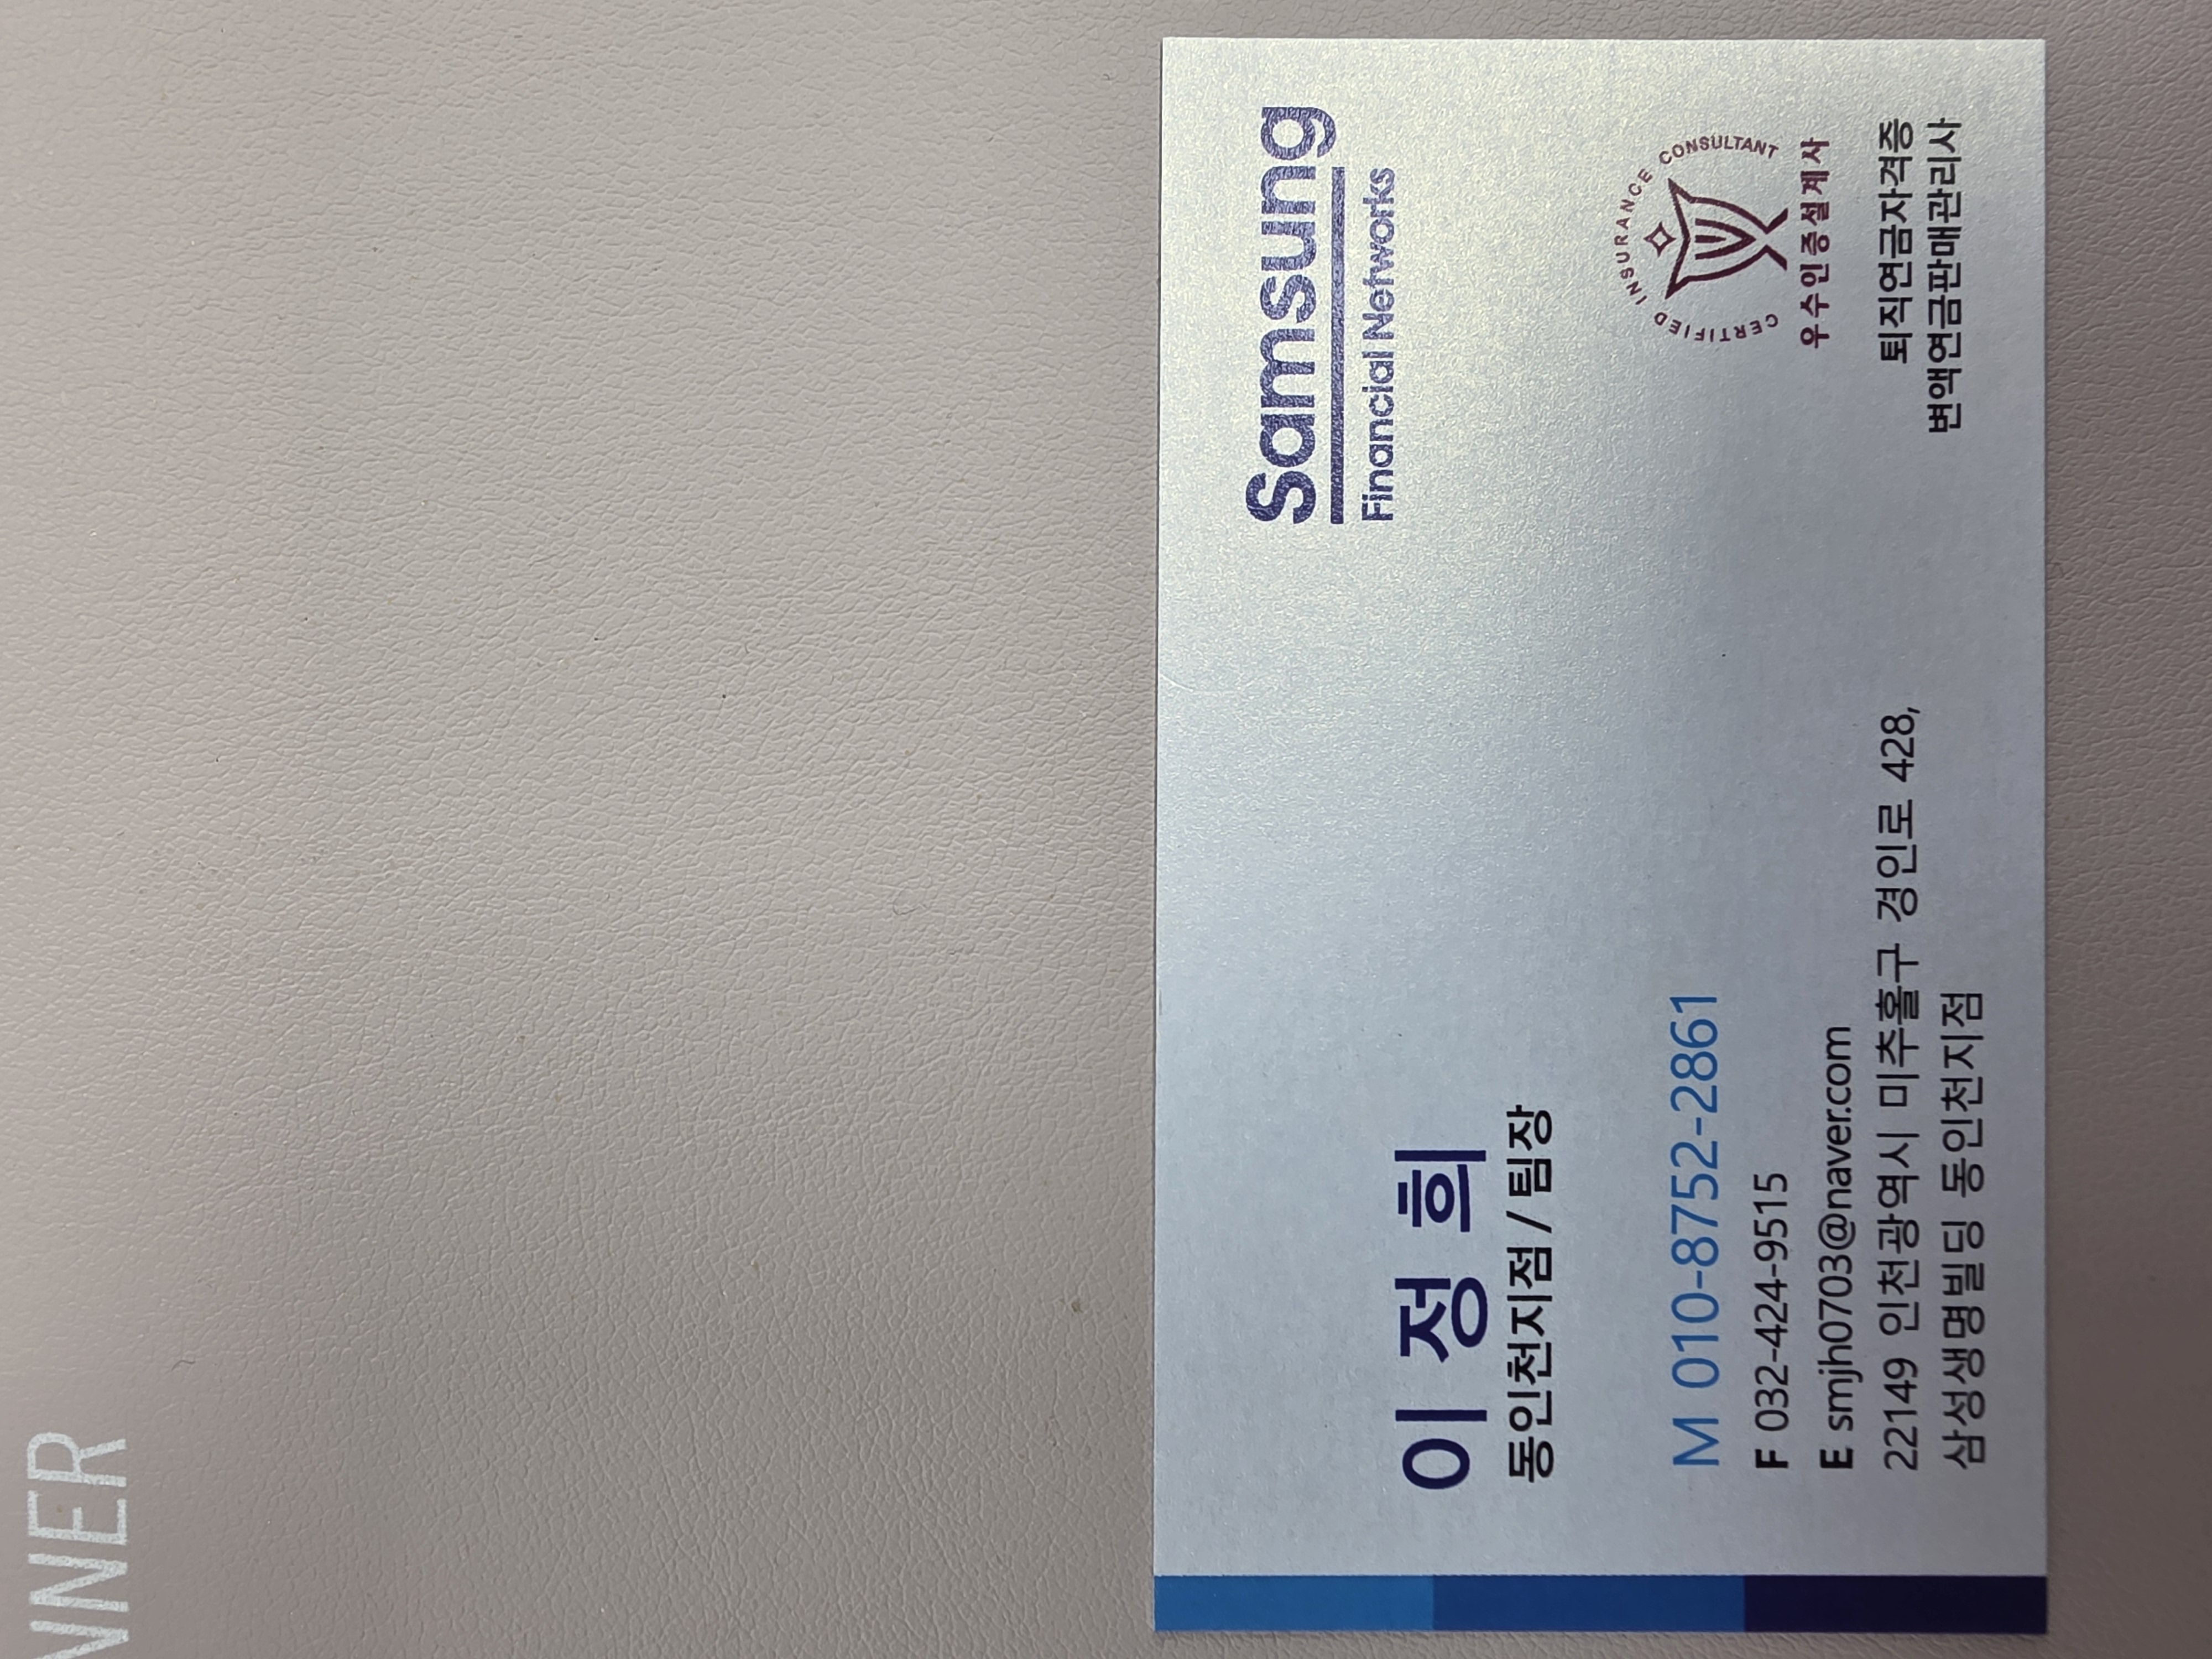 Samsung
Financial Networks
이정희
동인천지점 / 팀장
CERTIFIED INSURANCE CONSULTANT
우수인증설계사
M 010-8752-2861
F 032-424-9515
E smjh0703@naver.com
22149 인천광역시 미추홀구 경인로 428,
삼성생명빌딩 동인천지점
퇴직연금자격증
변액연금판매관리사